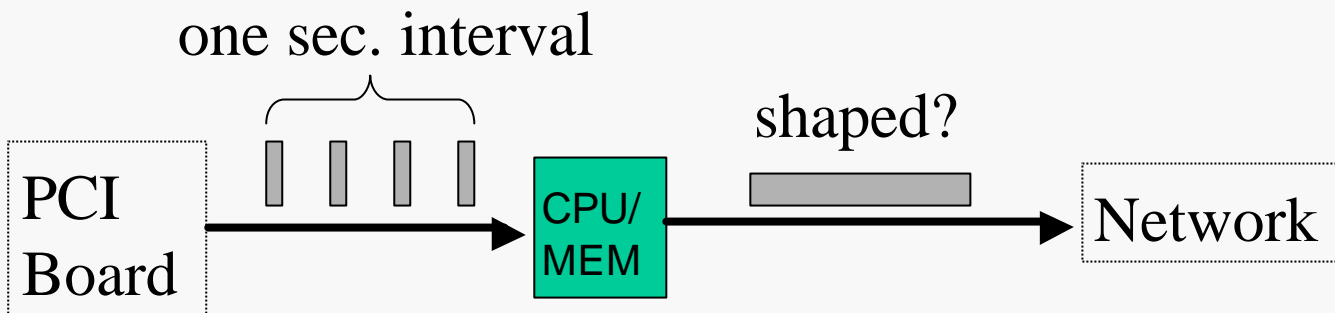 one sec. interval
shaped?
PCI
Board
CPU/
MEM
Network